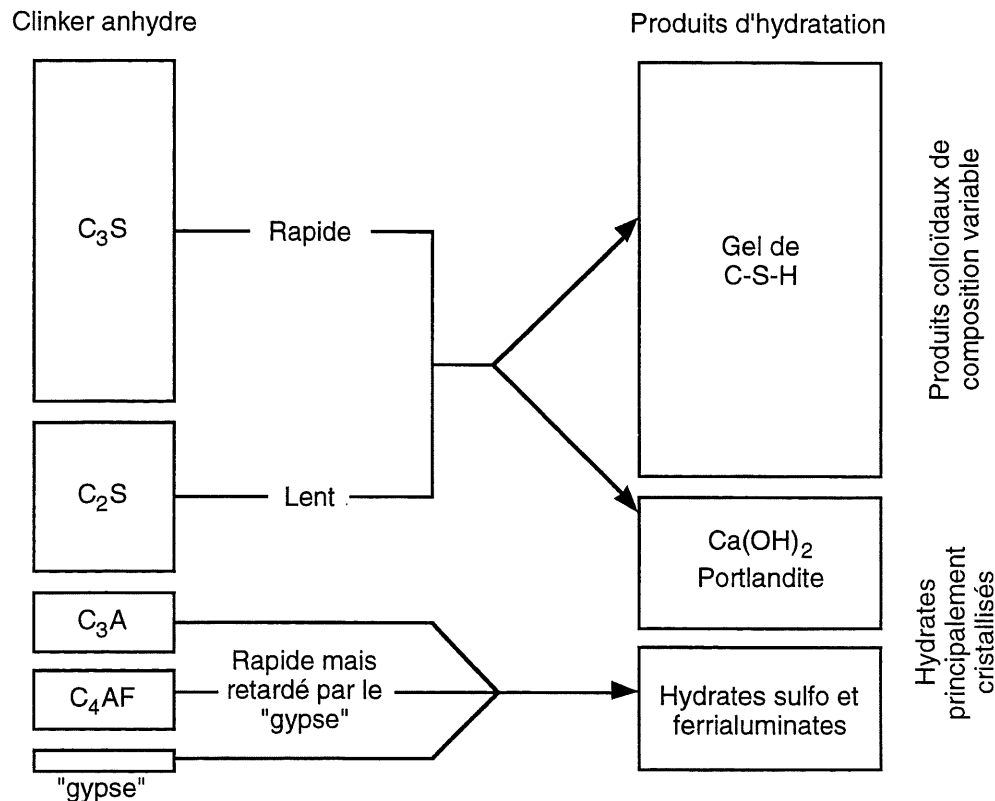 Clinker anhydre
Produits d'hydratation
C₃S
Rapide
Gel de
C-S-H
Produits colloïdaux de
composition variable
C₂S
Lent
Ca(OH)₂
Portlandite
C₃A
C₄AF
Rapide mais
retardé par le
"gypse"
Hydrates sulfo et
ferrialuminates
Hydrates
principalement
cristallisés
"gypse"